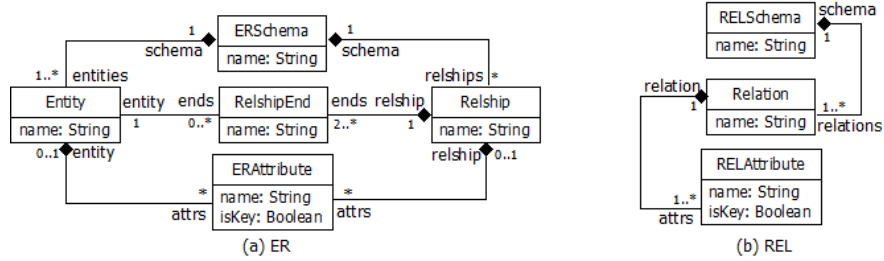 1 ERSchema 1
schema name: String schema
1..* entities relships *
Entity entity ends RelshipEnd ends relship Relship
name: String 1 0..* name: String 2..* 1 name: String
0..1 entity relship 0..1
ERAttribute
* name: String *
attrs isKey: Boolean attrs
(a) ER
RELSchema schema
name: String 1
relation Relation
1 name: String 1..*
relations
RELAttribute
1..* name: String
attrs isKey: Boolean
(b) REL